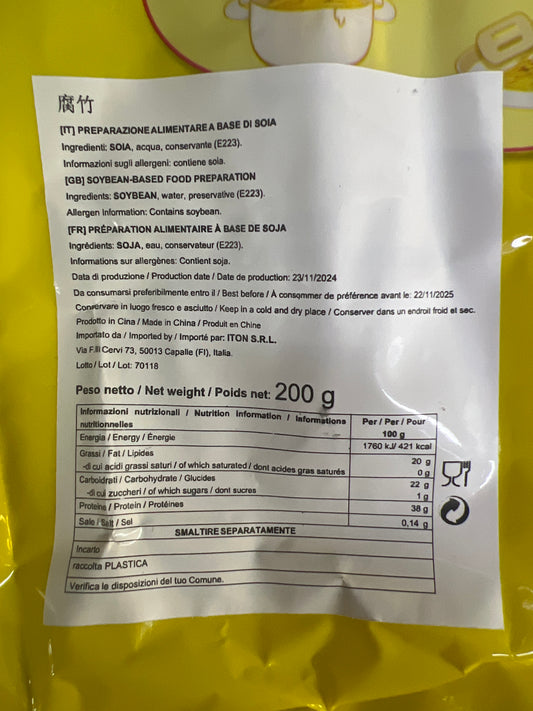 腐竹
[IT] PREPARAZIONE ALIMENTARE A BASE DI SOIA
Ingredienti: SOIA, acqua, conservante (E223).
Informazioni sugli allergeni: contiene soia.
[GB] SOYBEAN-BASED FOOD PREPARATION
Ingredients: SOYBEAN, water, preservative (E223).
Allergen Information: Contains soybean.
[FR] PRÉPARATION ALIMENTAIRE À BASE DE SOJA
Ingrédients: SOJA, eau, conservateur (E223).
Informations sur allergènes: Contient soja.
Data di produzione / Production date / Date de production: 23/11/2024
Da consumarsi preferibilmente entro il / Best before / À consommer de préférence avant le: 22/11/2025
Conservare in luogo fresco e asciutto / Keep in a cold and dry place / Conserver dans un endroit froid et sec.
Prodotto in Cina / Made in China / Produit en Chine
Importato da / Imported by / Importé par: ITON S.R.L.
Via F.lli Cervi 73, 50013 Capalle (FI), Italia.
Lotto / Lot / Lot: 70118
Peso netto / Net weight / Poids net: 200 g
Informazioni nutrizionali / Nutrition Information / Informations nutritionnelles
Per / Per / Pour 100 g
Energia / Energy / Énergie 1760 kJ/ 421 kcal
Grassi / Fat / Lipides 20 g
-di cui acidi grassi saturi / of which saturated / dont acides gras saturés 0 g
Carboidrati / Carbohydrate / Glucides 22 g
-di cui zuccheri / of which sugars / dont sucres 1 g
Proteine / Protein / Protéines 38 g
Sale / Salt / Sel 0,14 g
SMALTIRE SEPARATAMENTE
Incarto
raccolta PLASTICA
Verifica le disposizioni del tuo Comune.